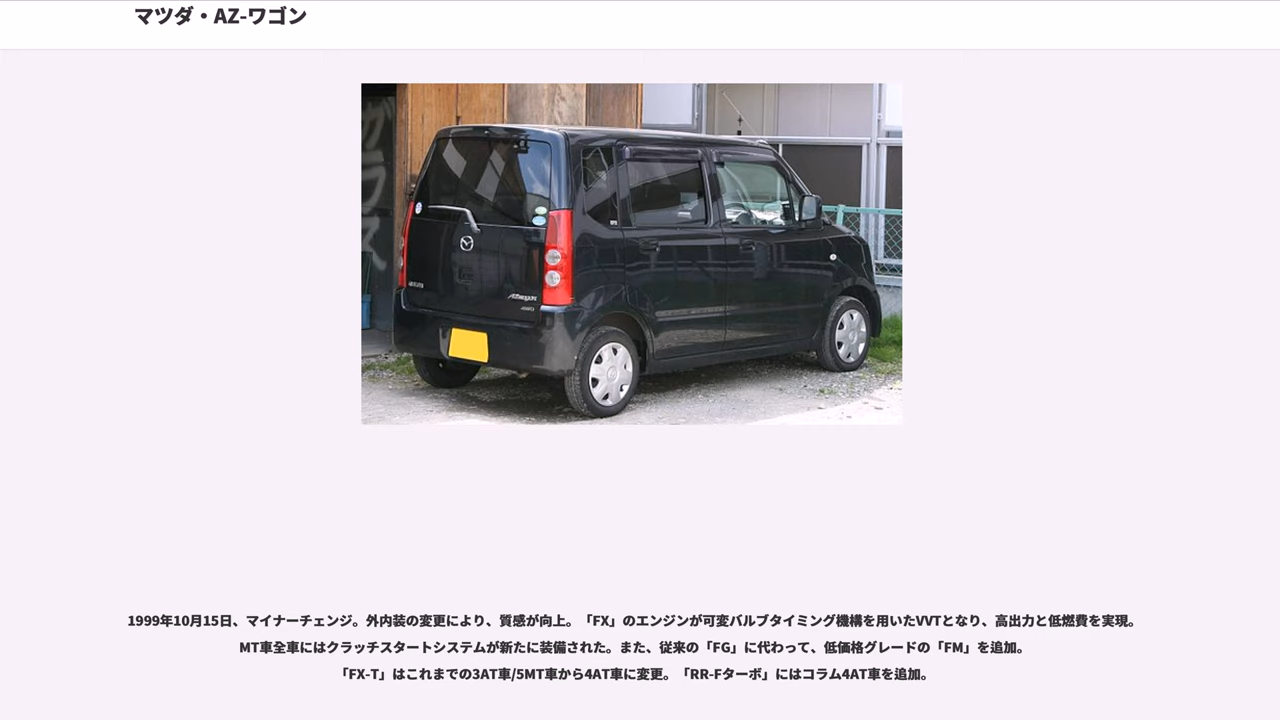 マツダ・AZ-ワゴン
AZwagon
4WD
1999年10月15日、マイナーチェンジ。外内装の変更により、質感が向上。「FX」のエンジンが可変バルブタイミング機構を用いたVVTとなり、高出力と低燃費を実現。
MT車全車にはクラッチスタートシステムが新たに装備された。また、従来の「FG」に代わって、低価格グレードの「FM」を追加。
「FX-T」はこれまでの3AT車/5MT車から4AT車に変更。「RR-Fターボ」にはコラム4AT車を追加。